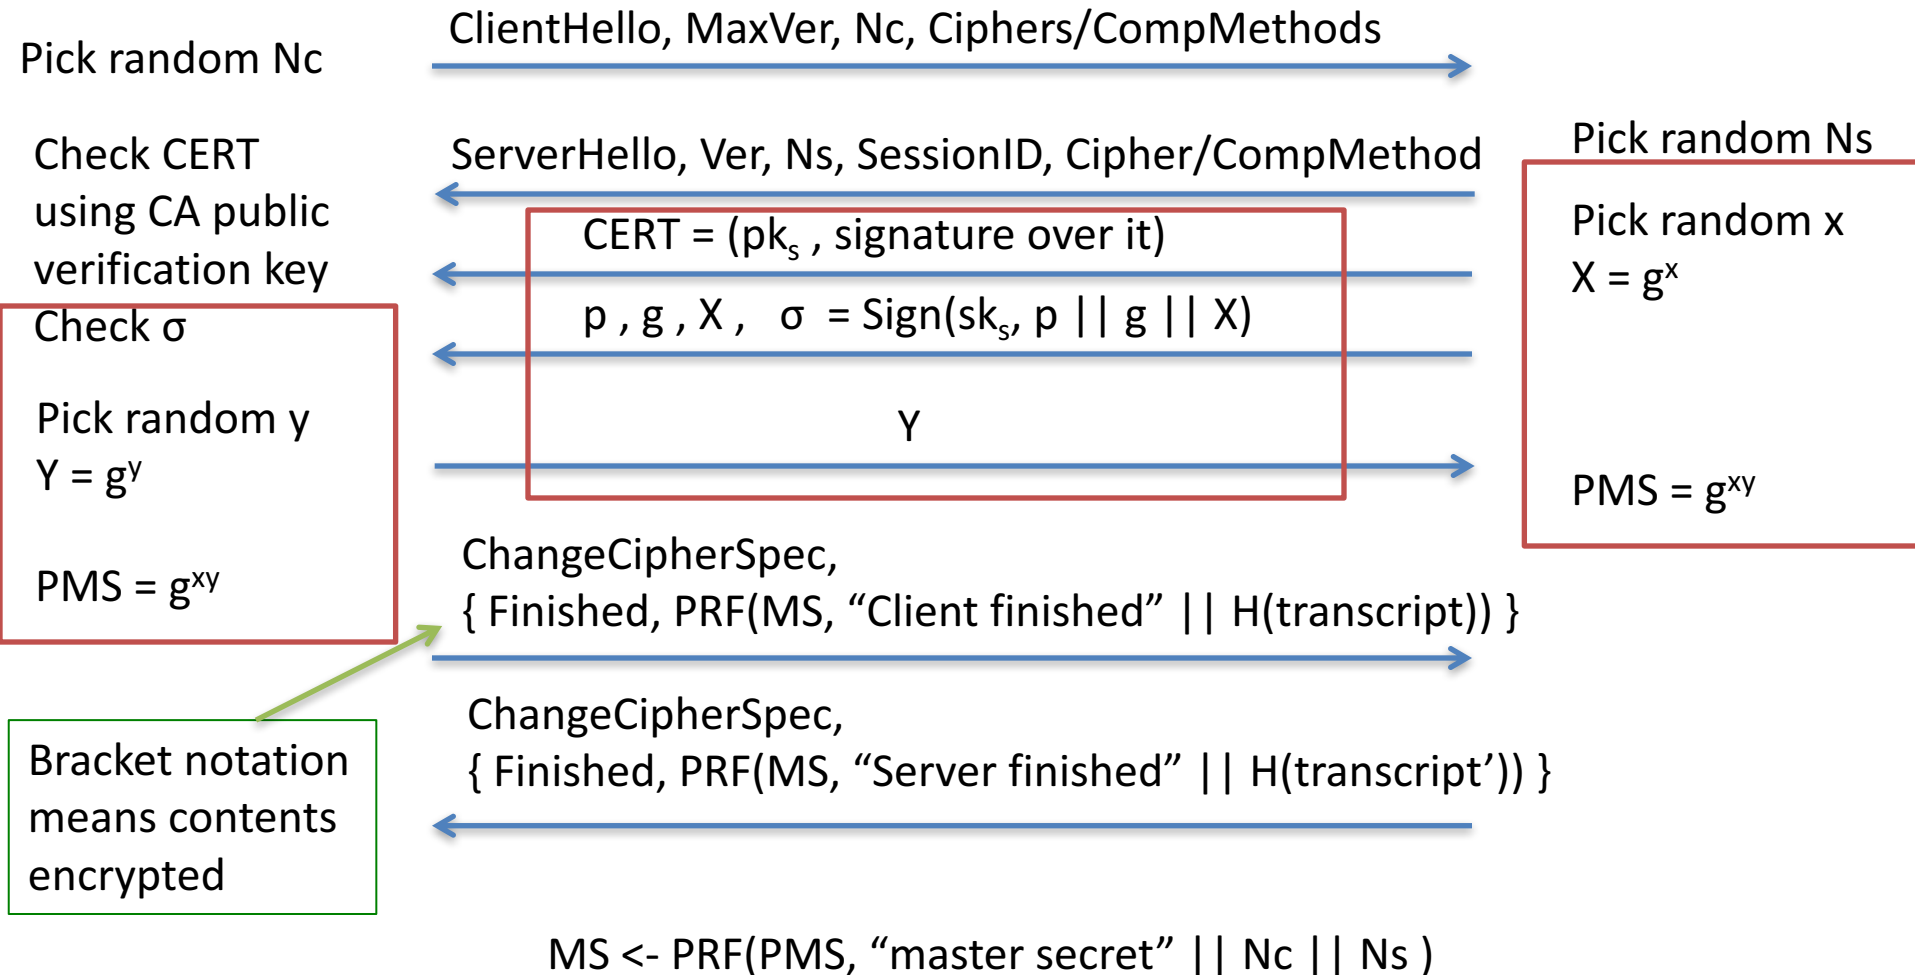 Pick random Nc
ClientHello, MaxVer, Nc, Ciphers/CompMethods
Check CERT
using CA public
verification key
Check σ
ServerHello, Ver, Ns, SessionID, Cipher/CompMethod
Pick random Ns
CERT = (pkₛ , signature over it)
Pick random x
X = gˣ
p , g , X , σ = Sign(skₛ, p || g || X)
Pick random y
Y = gʸ
Y
PMS = gˣʸ
PMS = gˣʸ
ChangeCipherSpec,
{ Finished, PRF(MS, “Client finished” || H(transcript)) }
ChangeCipherSpec,
{ Finished, PRF(MS, “Server finished” || H(transcript’)) }
Bracket notation
means contents
encrypted
MS <- PRF(PMS, “master secret” || Nc || Ns )